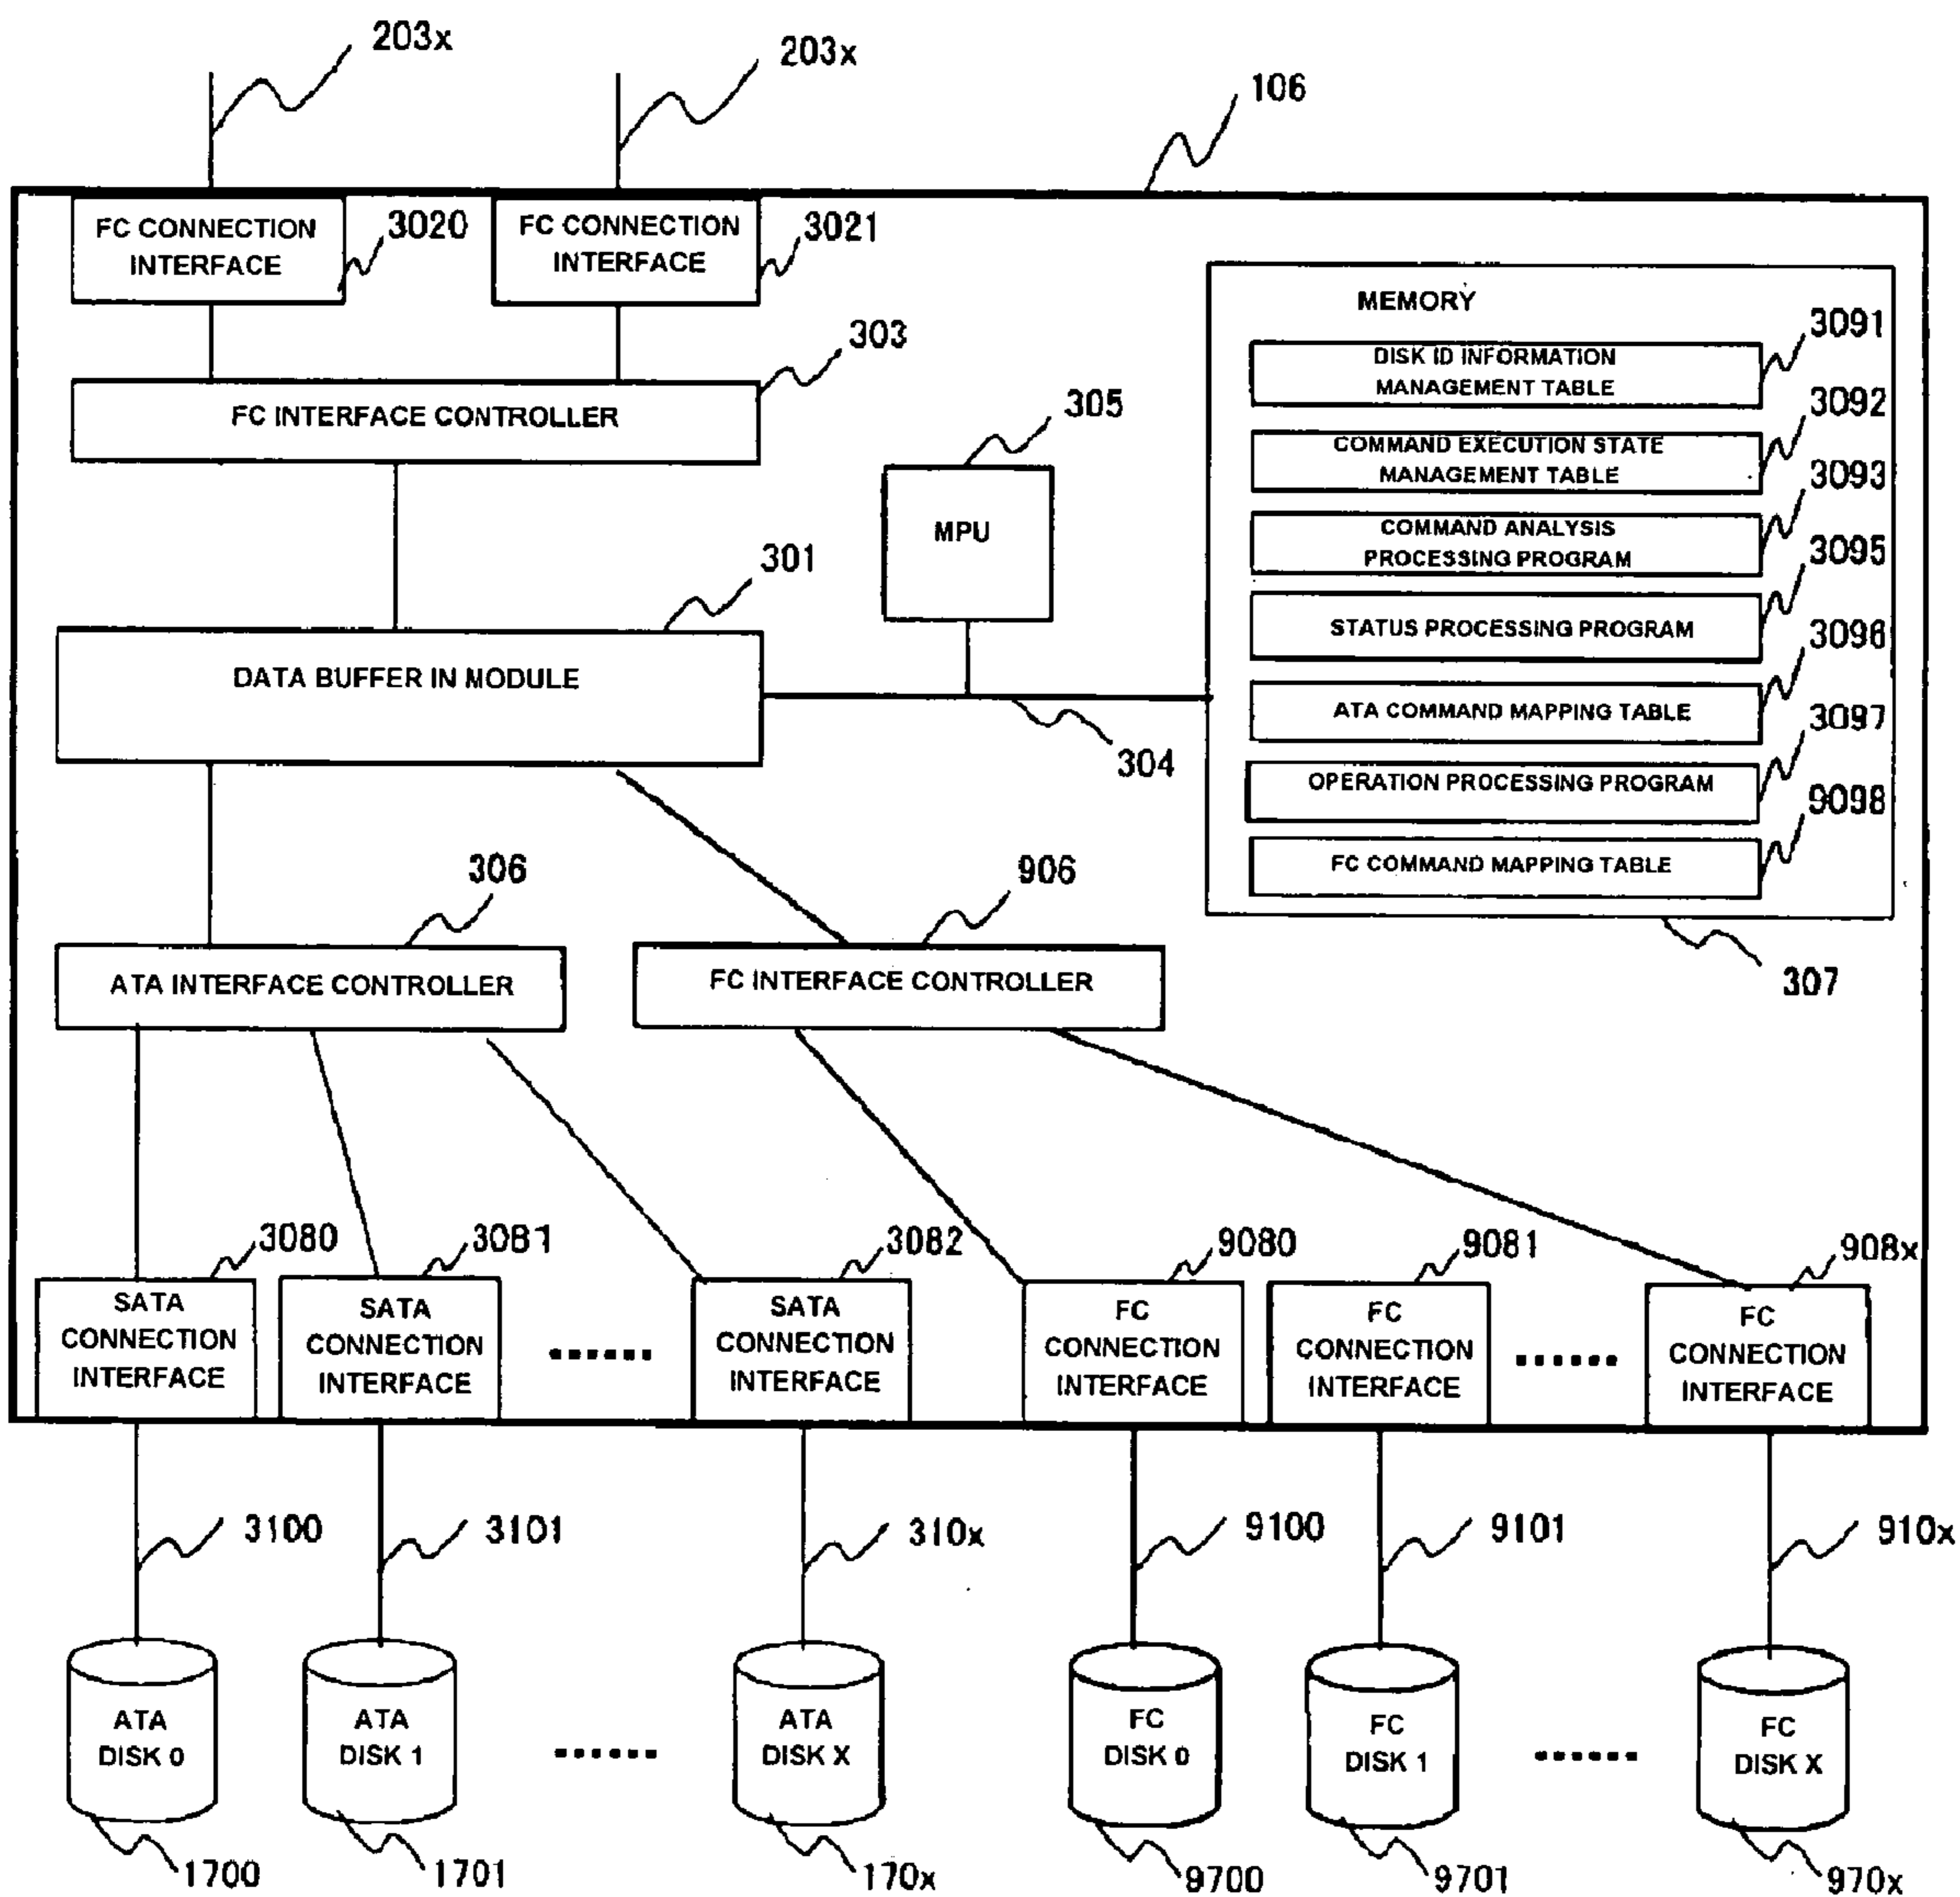 203x
203x
106
FC CONNECTION
INTERFACE
3020
FC CONNECTION
INTERFACE
3021
MEMORY
3091
DISK ID INFORMATION
MANAGEMENT TABLE
3092
COMMAND EXECUTION STATE
MANAGEMENT TABLE
3093
COMMAND ANALYSIS
PROCESSING PROGRAM
3095
STATUS PROCESSING PROGRAM
3096
ATA COMMAND MAPPING TABLE
3097
OPERATION PROCESSING PROGRAM
9098
FC COMMAND MAPPING TABLE
307
303
FC INTERFACE CONTROLLER
305
MPU
301
DATA BUFFER IN MODULE
304
306
ATA INTERFACE CONTROLLER
906
FC INTERFACE CONTROLLER
3080
SATA
CONNECTION
INTERFACE
3081
SATA
CONNECTION
INTERFACE
......
3082
SATA
CONNECTION
INTERFACE
9080
FC
CONNECTION
INTERFACE
9081
FC
CONNECTION
INTERFACE
......
908x
FC
CONNECTION
INTERFACE
3100
3101
310x
9100
9101
910x
ATA
DISK 0
ATA
DISK 1
......
ATA
DISK X
FC
DISK 0
FC
DISK 1
......
FC
DISK X
1700
1701
170x
9700
9701
970x